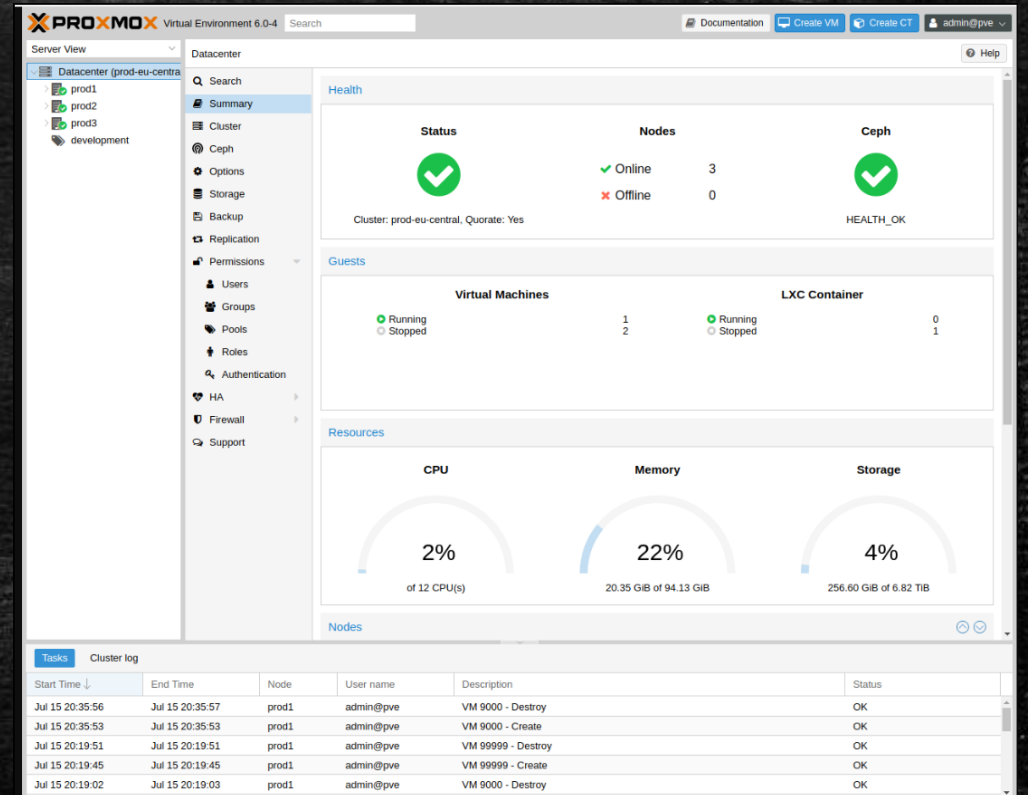 PROXMOX Virtual Environment 6.0-4 Search Documentation Create VM Create CT admin@pve
Server View
Datacenter (prod-eu-centra
prod1
prod2
prod3
development
Datacenter Help
Search
Summary
Cluster
Ceph
Options
Storage
Backup
Replication
Permissions
Users
Groups
Pools
Roles
Authentication
HA
Firewall
Support
Health
Status Nodes Ceph
Online 3
Offline 0
Cluster: prod-eu-central, Quorate: Yes HEALTH_OK
Guests
Virtual Machines LXC Container
Running 1 Running 0
Stopped 2 Stopped 1
Resources
CPU Memory Storage
2% 22% 4%
of 12 CPU(s) 20.35 GiB of 94.13 GiB 256.60 GiB of 6.82 TiB
Nodes
Tasks Cluster log
Start Time End Time Node User name Description Status
Jul 15 20:35:56 Jul 15 20:35:57 prod1 admin@pve VM 9000 - Destroy OK
Jul 15 20:35:53 Jul 15 20:35:53 prod1 admin@pve VM 9000 - Create OK
Jul 15 20:19:51 Jul 15 20:19:51 prod1 admin@pve VM 99999 - Destroy OK
Jul 15 20:19:45 Jul 15 20:19:45 prod1 admin@pve VM 99999 - Create OK
Jul 15 20:19:02 Jul 15 20:19:03 prod1 admin@pve VM 9000 - Destroy OK